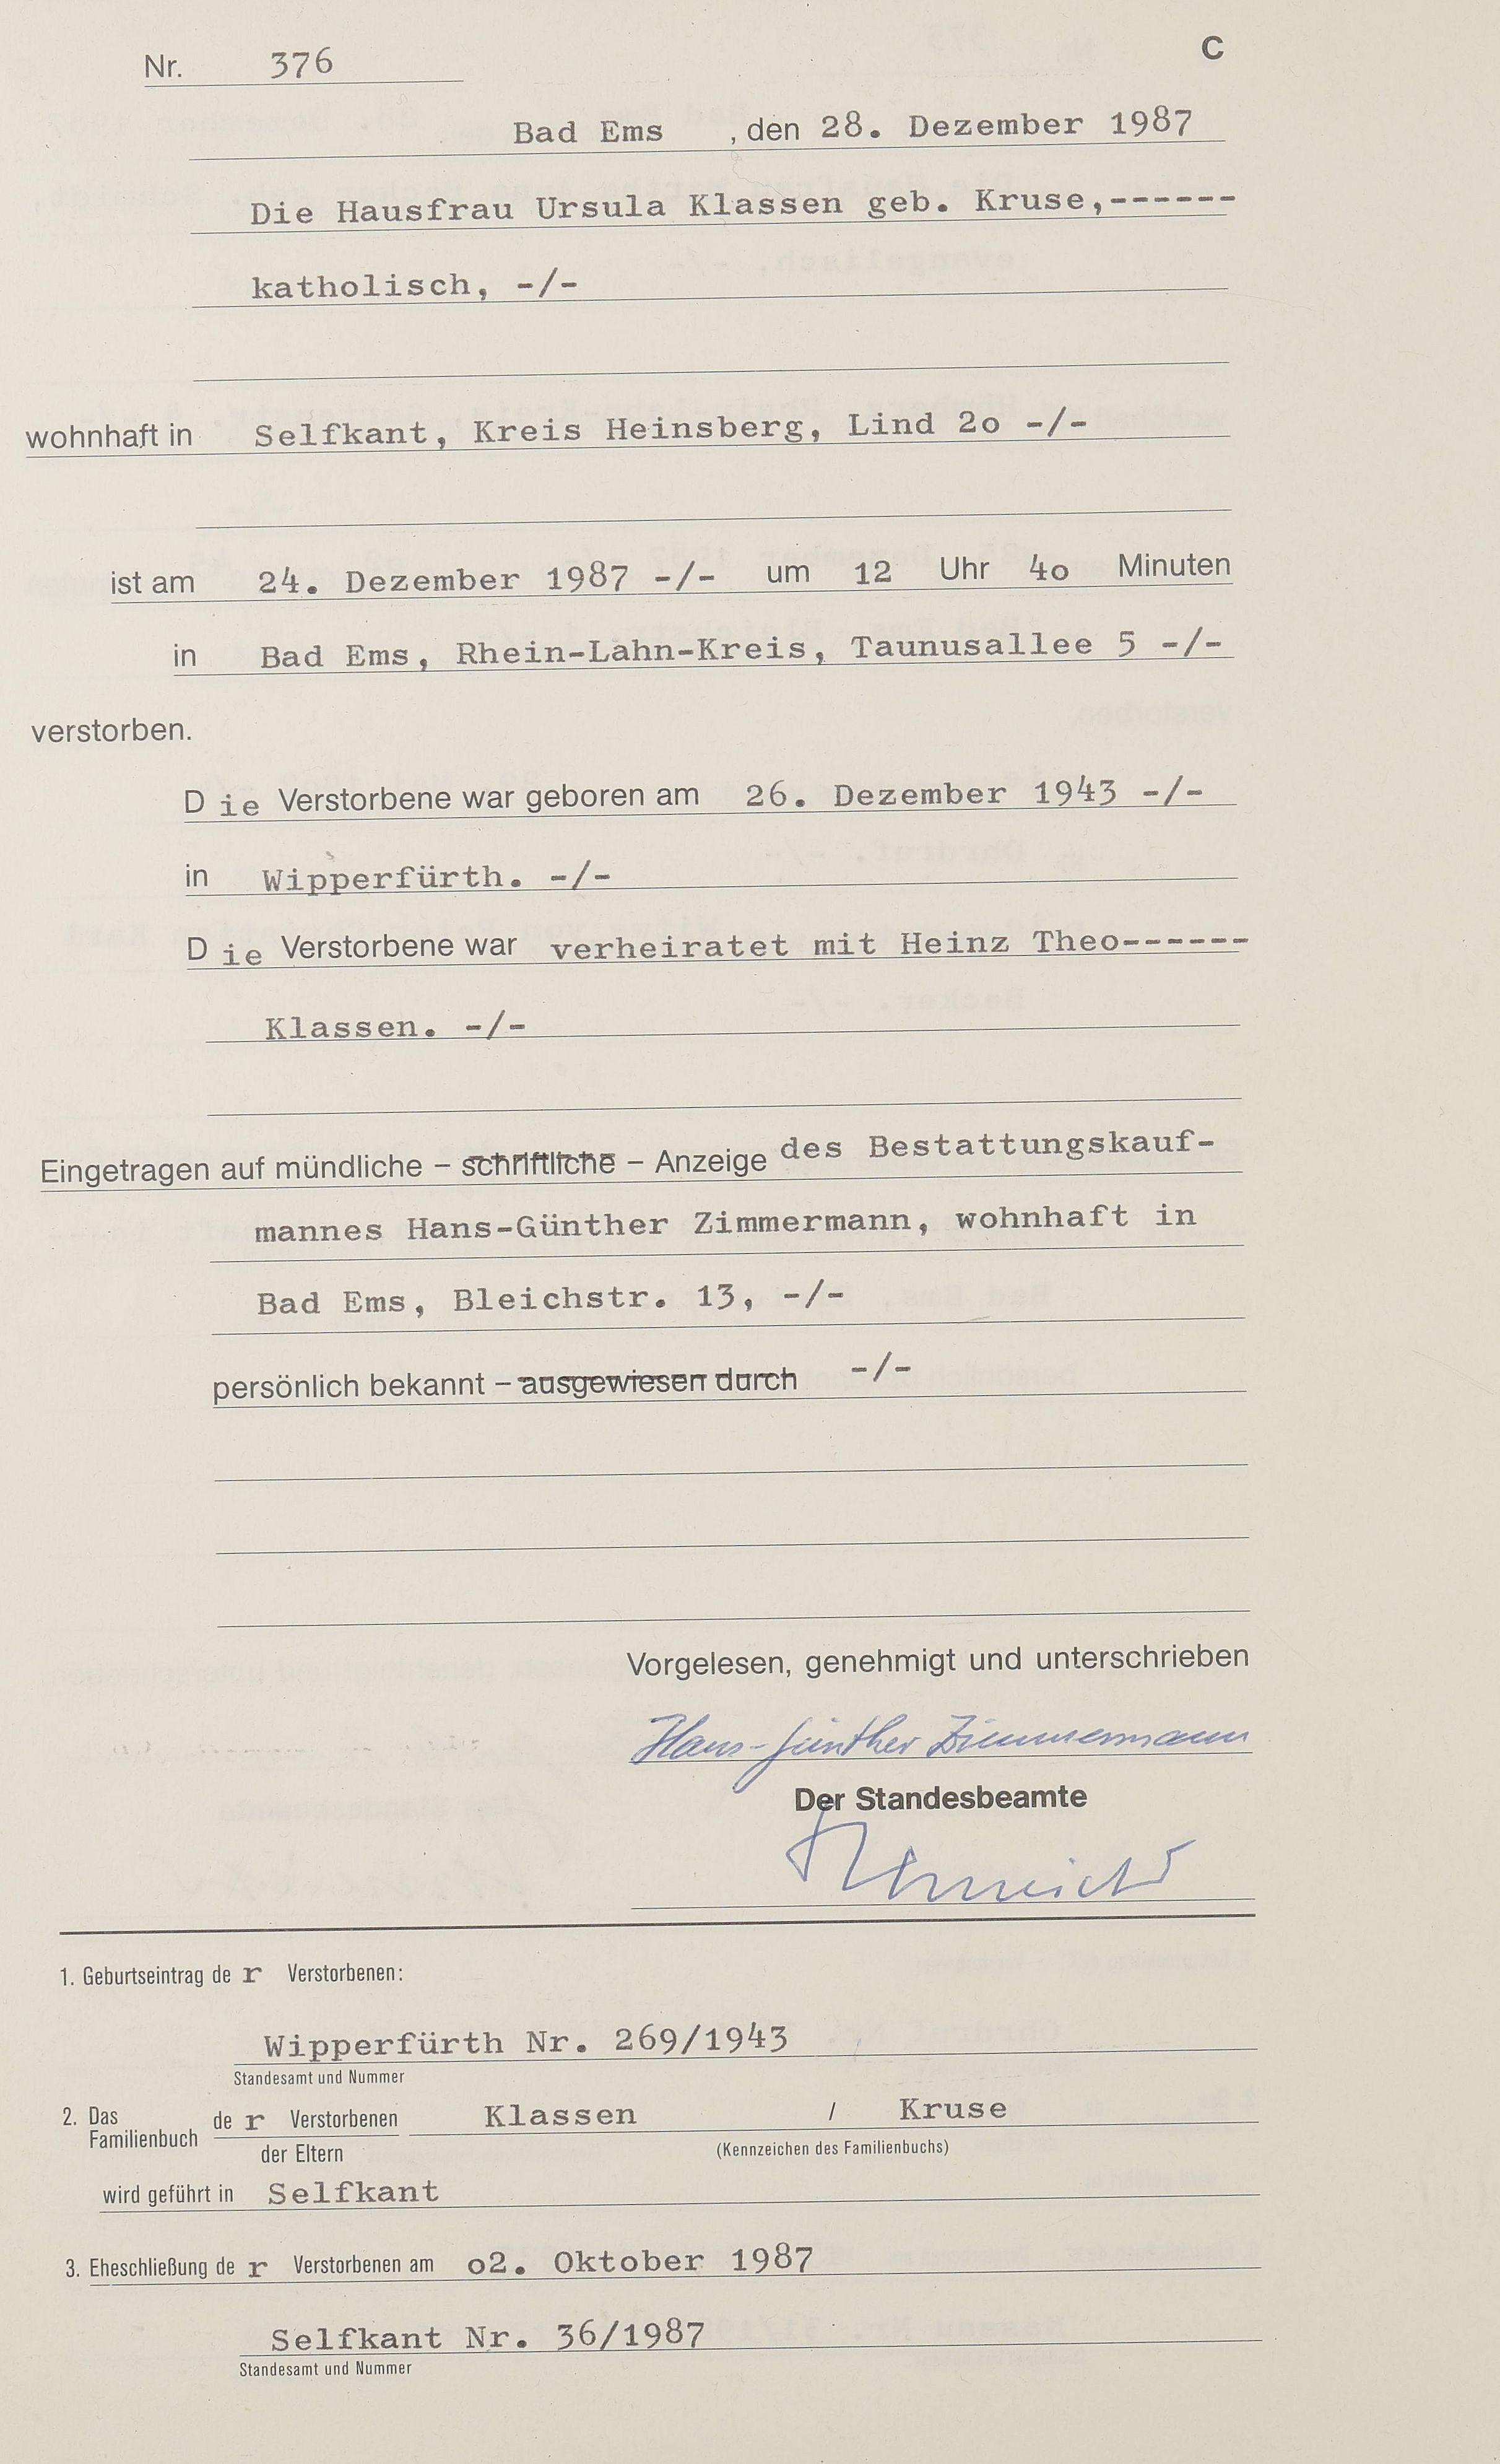 Nr. 376
C
Bad Ems , den 28. Dezember 1987
Die Hausfrau Ursula Klassen geb. Kruse,------
katholisch, -/-
wohnhaft in Selfkant, Kreis Heinsberg, Lind 2o -/-
ist am 24. Dezember 1987 -/- um 12 Uhr 4o Minuten
in Bad Ems, Rhein-Lahn-Kreis, Taunusallee 5 -/-
verstorben.
D ie Verstorbene war geboren am 26. Dezember 1943 -/-
in Wipperfürth. -/-
D ie Verstorbene war verheiratet mit Heinz Theo------
Klassen. -/-
Eingetragen auf mündliche – schriftliche – Anzeige des Bestattungskauf-
mannes Hans-Günther Zimmermann, wohnhaft in
Bad Ems, Bleichstr. 13, -/-
persönlich bekannt – ausgewiesen durch -/-
Vorgelesen, genehmigt und unterschrieben
Hans-Günther Zimmermann
Der Standesbeamte
1. Geburtseintrag de r Verstorbenen:
Wipperfürth Nr. 269/1943
Standesamt und Nummer
2. Das Familienbuch de r Verstorbenen Klassen / Kruse
der Eltern (Kennzeichen des Familienbuchs)
wird geführt in Selfkant
3. Eheschließung de r Verstorbenen am o2. Oktober 1987
Selfkant Nr. 36/1987
Standesamt und Nummer